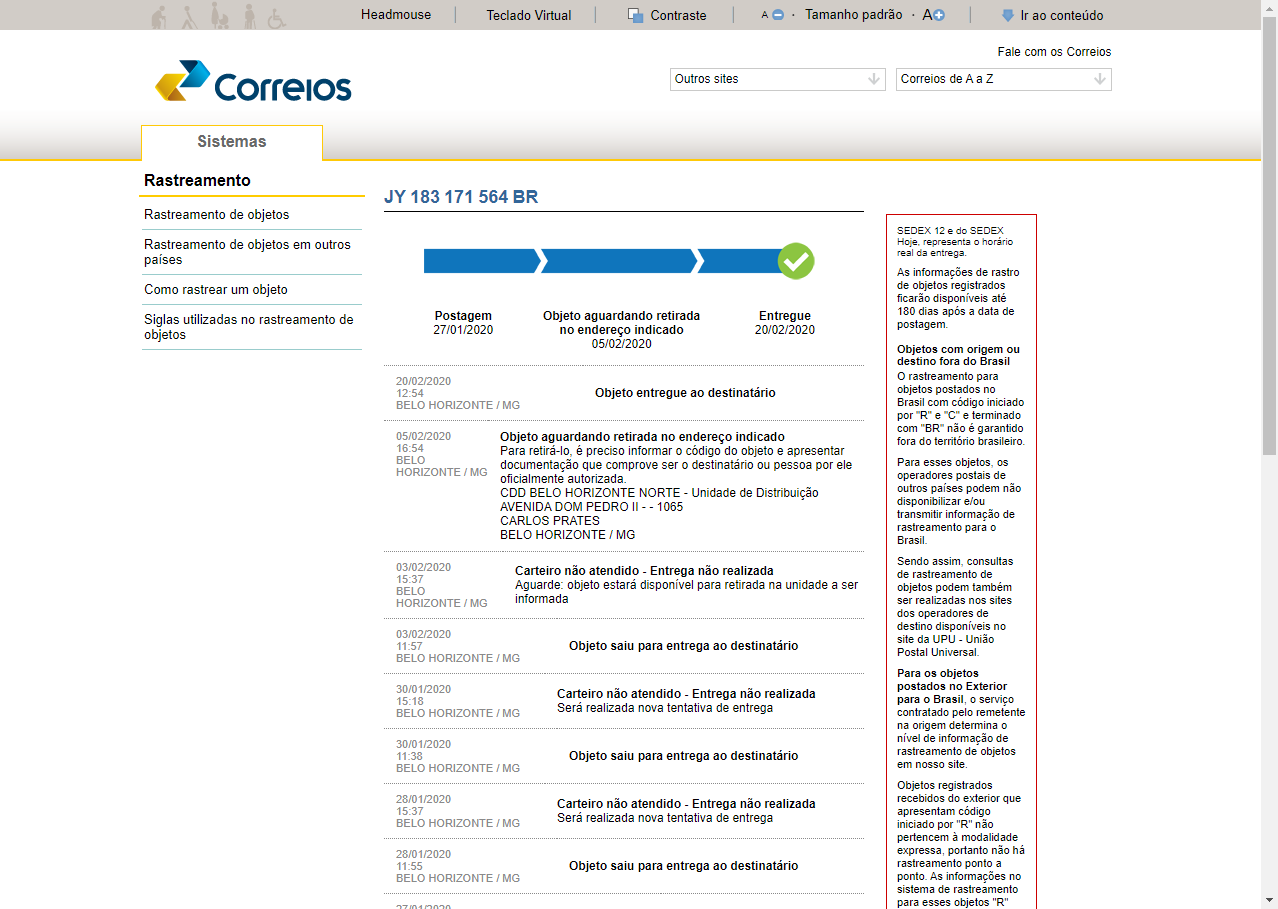 Headmouse
Teclado Virtual
Contraste
A · Tamanho padrão · A
Ir ao conteúdo
Fale com os Correios
Correios
Outros sites
Correios de A a Z
Sistemas
Rastreamento
Rastreamento de objetos
Rastreamento de objetos em outros
países
Como rastrear um objeto
Siglas utilizadas no rastreamento de
objetos
JY 183 171 564 BR
Postagem
27/01/2020
Objeto aguardando retirada
no endereço indicado
05/02/2020
Entregue
20/02/2020
20/02/2020
12:54
BELO HORIZONTE / MG
Objeto entregue ao destinatário
05/02/2020
16:54
BELO
HORIZONTE / MG
Objeto aguardando retirada no endereço indicado
Para retirá-lo, é preciso informar o código do objeto e apresentar
documentação que comprove ser o destinatário ou pessoa por ele
oficialmente autorizada.
CDD BELO HORIZONTE NORTE - Unidade de Distribuição
AVENIDA DOM PEDRO II - - 1065
CARLOS PRATES
BELO HORIZONTE / MG
03/02/2020
15:37
BELO
HORIZONTE / MG
Carteiro não atendido - Entrega não realizada
Aguarde: objeto estará disponível para retirada na unidade a ser
informada
03/02/2020
11:57
BELO HORIZONTE / MG
Objeto saiu para entrega ao destinatário
30/01/2020
15:18
BELO HORIZONTE / MG
Carteiro não atendido - Entrega não realizada
Será realizada nova tentativa de entrega
30/01/2020
11:38
BELO HORIZONTE / MG
Objeto saiu para entrega ao destinatário
28/01/2020
15:37
BELO HORIZONTE / MG
Carteiro não atendido - Entrega não realizada
Será realizada nova tentativa de entrega
28/01/2020
11:55
BELO HORIZONTE / MG
Objeto saiu para entrega ao destinatário
27/01/2020
SEDEX 12 e do SEDEX
Hoje, representa o horário
real da entrega.
As informações de rastro
de objetos registrados
ficarão disponíveis até
180 dias após a data de
postagem.
Objetos com origem ou
destino fora do Brasil
O rastreamento para
objetos postados no
Brasil com código iniciado
por "R" e "C" e terminado
com "BR" não é garantido
fora do território brasileiro.
Para esses objetos, os
operadores postais de
outros países podem não
disponibilizar e/ou
transmitir informação de
rastreamento para o
Brasil.
Sendo assim, consultas
de rastreamento de
objetos podem também
ser realizadas nos sites
dos operadores de
destino disponíveis no
site da UPU - União
Postal Universal.
Para os objetos
postados no Exterior
para o Brasil, o serviço
contratado pelo remetente
na origem determina o
nível de informação de
rastreamento de objetos
em nosso site.
Objetos registrados
recebidos do exterior que
apresentam código
iniciado por "R" não
pertencem à modalidade
expressa, portanto não há
rastreamento ponto a
ponto. As informações no
sistema de rastreamento
para esses objetos "R"